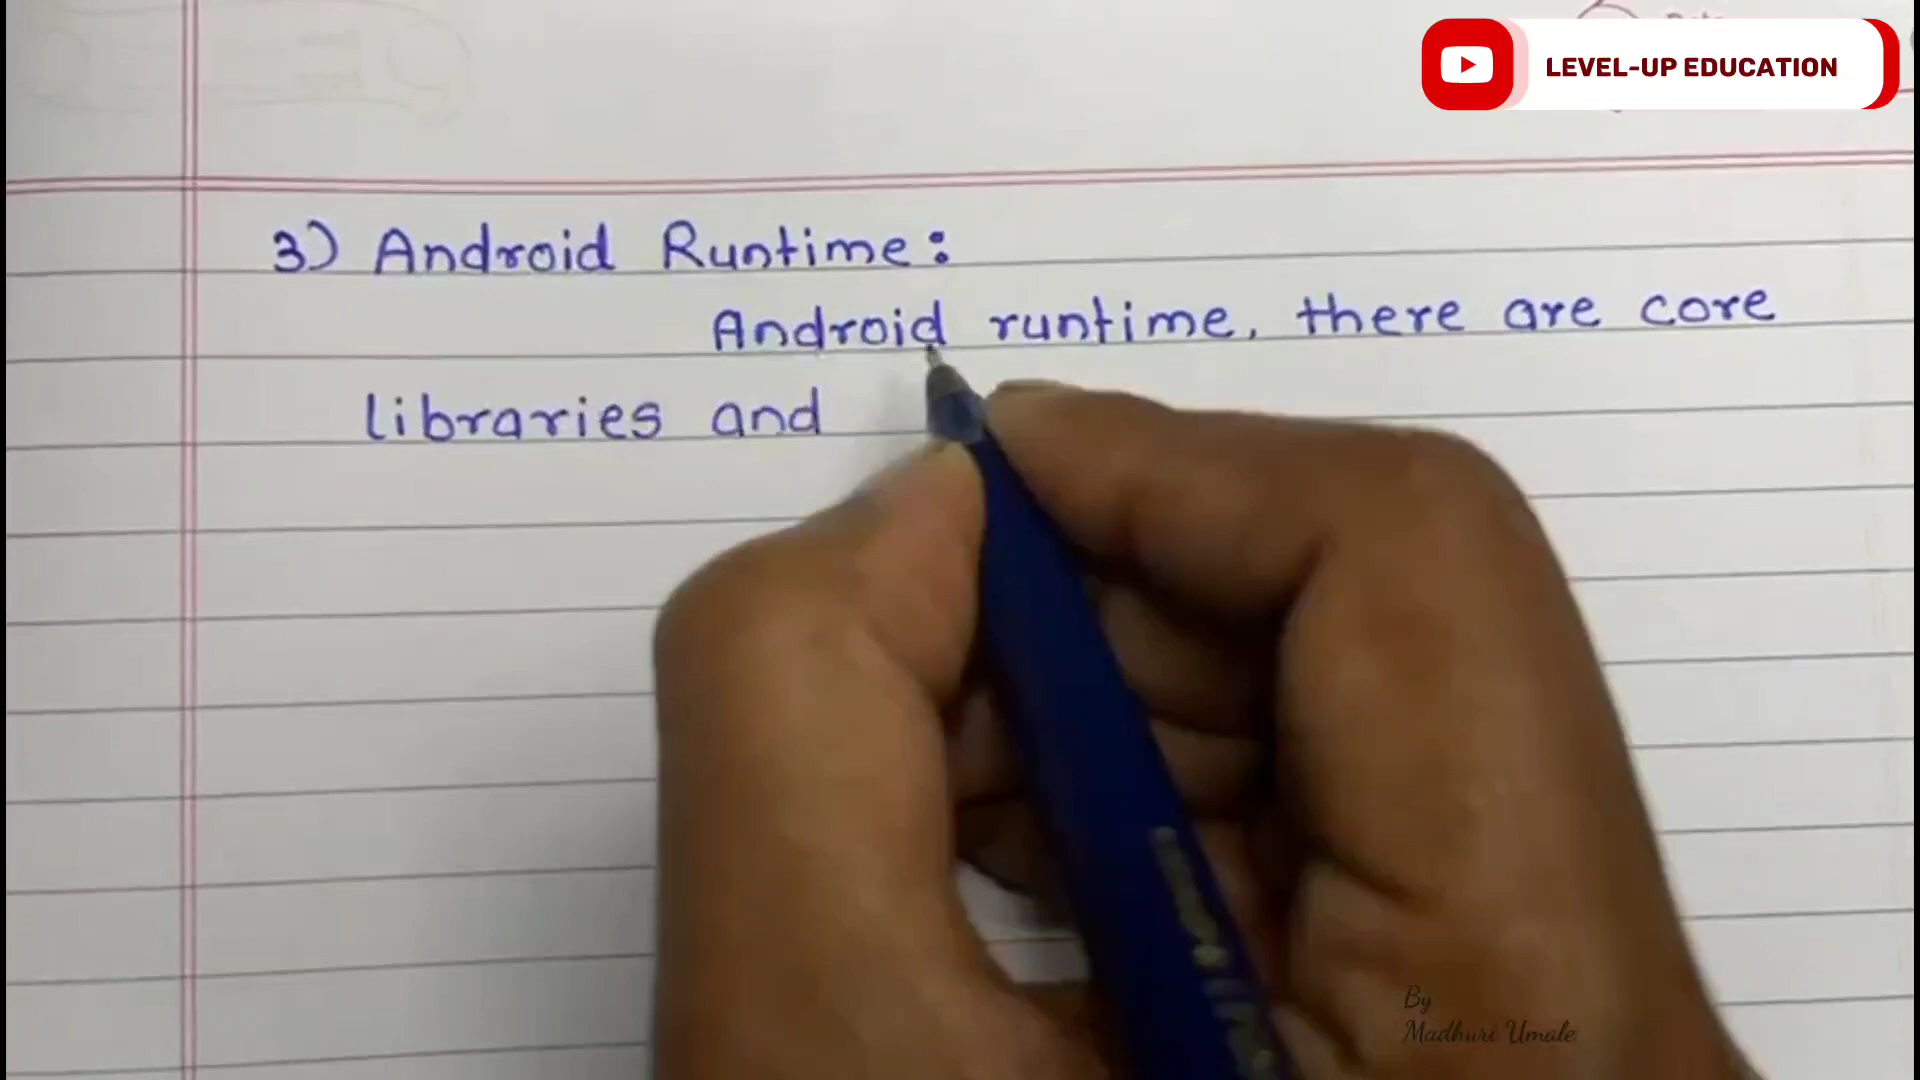 LEVEL-UP EDUCATION
3) Android Runtime:
Android runtime, there are core
libraries and
By
Madhuri Umale